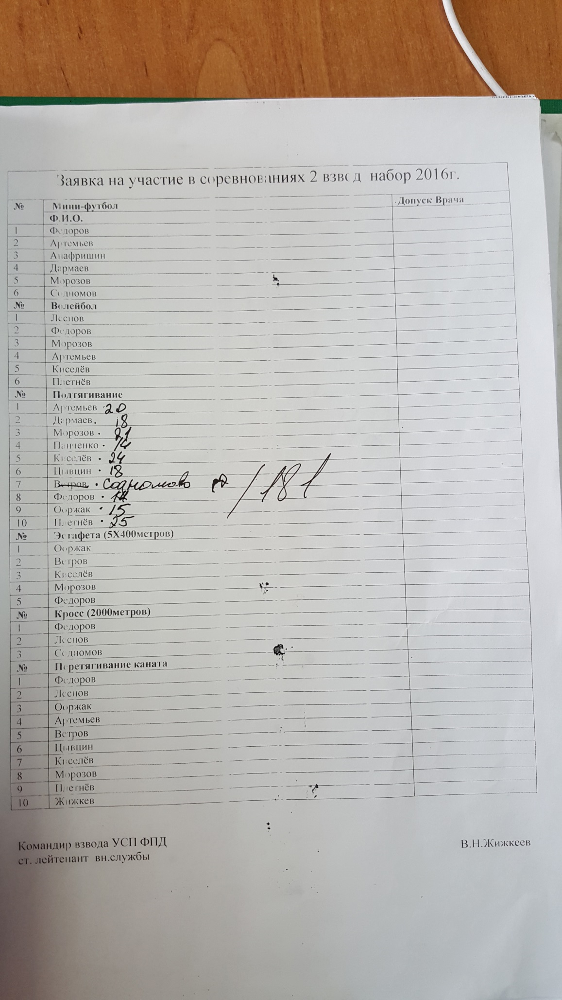 Заявка на участие в соревнованиях 2 взвод набор 2016г.
№ Мини-футбол Допуск Врача
Ф.И.О.
1 Федоров
2 Артемьев
3 Анафришин
4 Дармаев
5 Морозов
6 Содномов
№ Волейбол
1 Леснов
2 Федоров
3 Морозов
4 Артемьев
5 Киселёв
6 Плетнёв
№ Подтягивание
1 Артемьев 20
2 Дармаев. 18
3 Морозов · 21
4 Панченко · 14
5 Киселёв · 24
6 Цывцин · 18
7 Ветров · Содномов /181
8 Федоров ·
9 Ооржак · 15
10 Плетнёв · 25
№ Эстафета (5Х400метров)
1 Ооржак
2 Ветров
3 Киселёв
4 Морозов
5 Федоров
№ Кросс (2000метров)
1 Федоров
2 Леснов
3 Содномов
№ Перетягивание каната
1 Федоров
2 Леснов
3 Ооржак
4 Артемьев
5 Ветров
6 Цывцин
7 Киселёв
8 Морозов
9 Плетнёв
10 Жижкев
Командир взвода УСП ФПД В.Н.Жижкеев
ст. лейтенант вн.службы